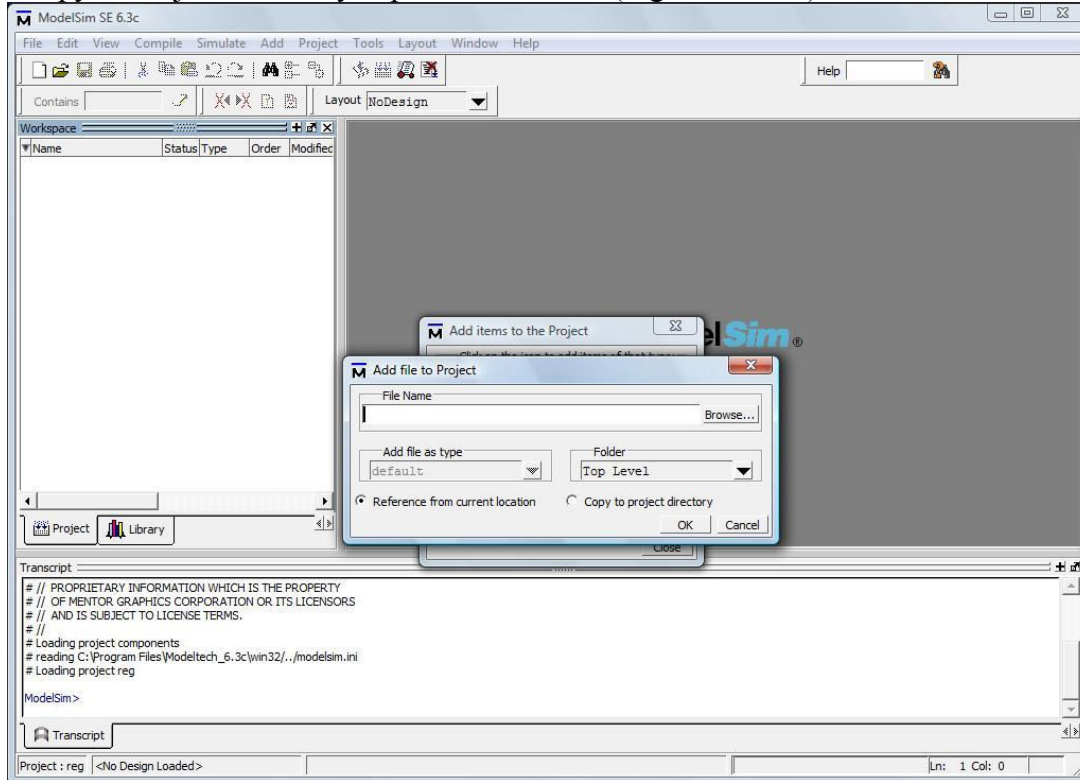 ModelSim SE 6.3c
File Edit View Compile Simulate Add Project Tools Layout Window Help
Help
Contains
Layout NoDesign
Workspace
Name Status Type Order Modified
elSim ®
Add items to the Project
Add file to Project
File Name
Browse...
Add file as type
Folder
default
Top Level
Reference from current location
Copy to project directory
OK Cancel
Close
Project Library
Transcript
# // PROPRIETARY INFORMATION WHICH IS THE PROPERTY
# // OF MENTOR GRAPHICS CORPORATION OR ITS LICENSORS
# // AND IS SUBJECT TO LICENSE TERMS.
# //
# Loading project components
# reading C:\Program Files\Modeltech_6.3c\win32/../modelsim.ini
# Loading project reg
ModelSim>
Transcript
Project : reg <No Design Loaded> Ln: 1 Col: 0